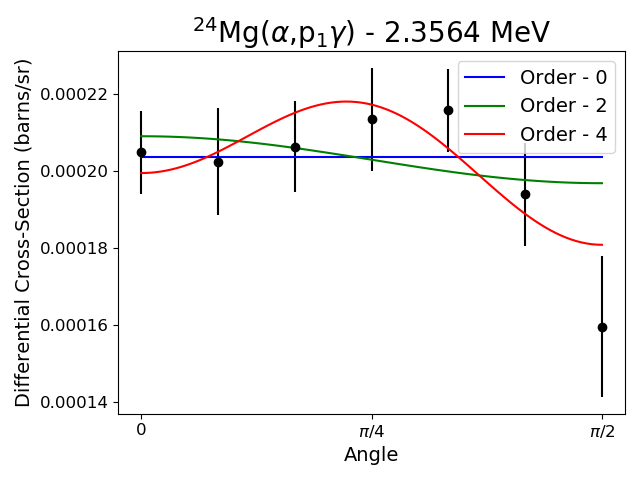 ²⁴Mg(α,p₁γ) - 2.3564 MeV
Differential Cross-Section (barns/sr)
0.00022
0.00020
0.00018
0.00016
0.00014
Order - 0
Order - 2
Order - 4
0
π/4
π/2
Angle